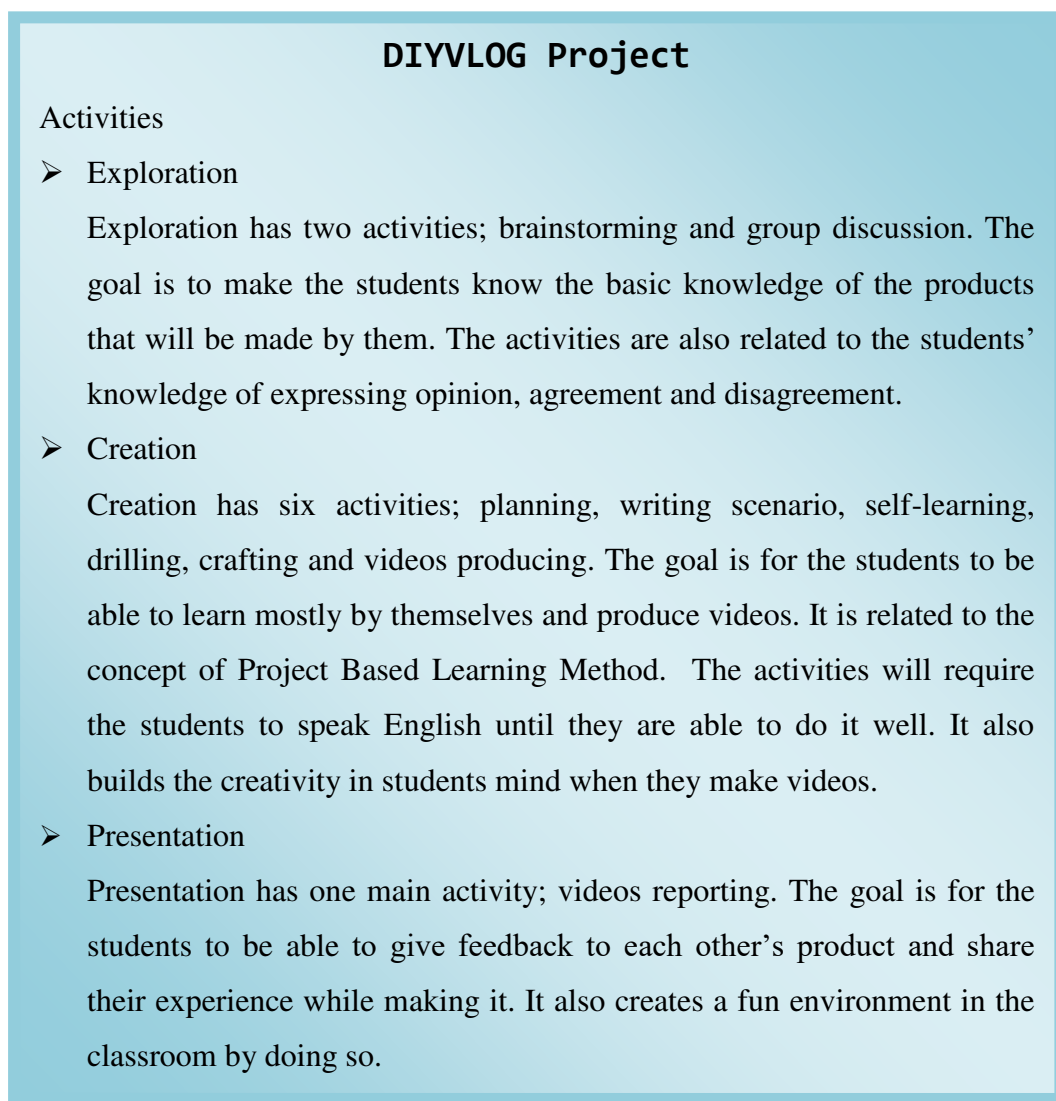 DIYVLOG Project
Activities
➢ Exploration
Exploration has two activities; brainstorming and group discussion. The
goal is to make the students know the basic knowledge of the products
that will be made by them. The activities are also related to the students’
knowledge of expressing opinion, agreement and disagreement.
➢ Creation
Creation has six activities; planning, writing scenario, self-learning,
drilling, crafting and videos producing. The goal is for the students to be
able to learn mostly by themselves and produce videos. It is related to the
concept of Project Based Learning Method. The activities will require
the students to speak English until they are able to do it well. It also
builds the creativity in students mind when they make videos.
➢ Presentation
Presentation has one main activity; videos reporting. The goal is for the
students to be able to give feedback to each other’s product and share
their experience while making it. It also creates a fun environment in the
classroom by doing so.